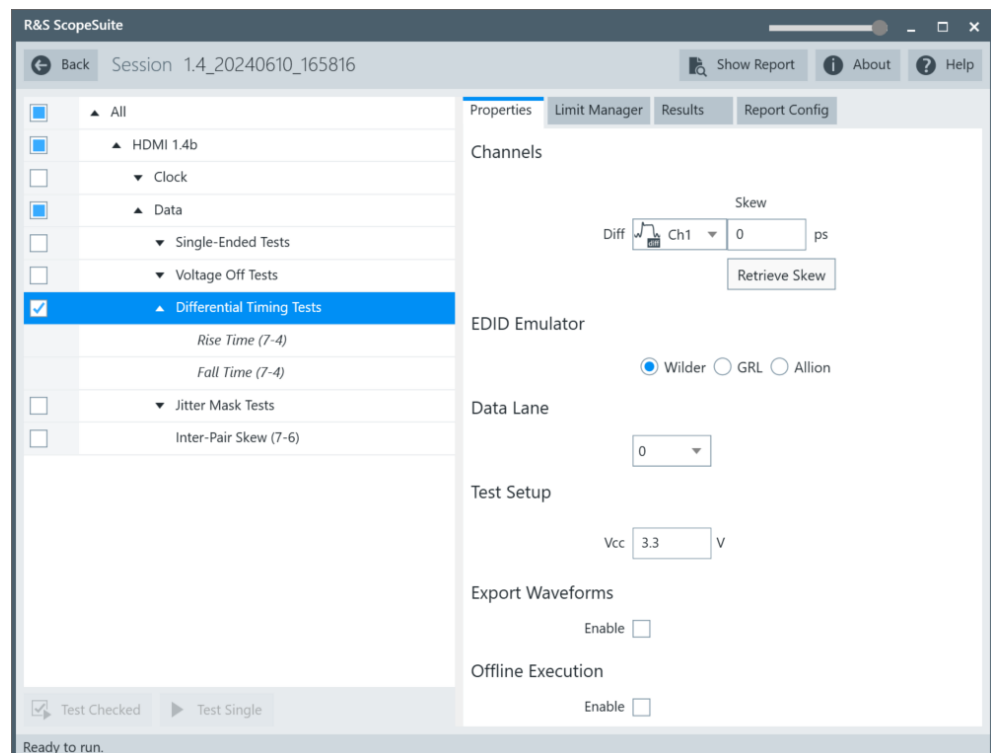 R&S ScopeSuite
Back Session 1.4_20240610_165816 Show Report About Help
All
HDMI 1.4b
Clock
Data
Single-Ended Tests
Voltage Off Tests
Differential Timing Tests
Rise Time (7-4)
Fall Time (7-4)
Jitter Mask Tests
Inter-Pair Skew (7-6)
Test Checked Test Single
Properties Limit Manager Results Report Config
Channels
Skew
Diff diff Ch1 0 ps
Retrieve Skew
EDID Emulator
Wilder GRL Allion
Data Lane
0
Test Setup
Vcc 3.3 V
Export Waveforms
Enable
Offline Execution
Enable
Ready to run.